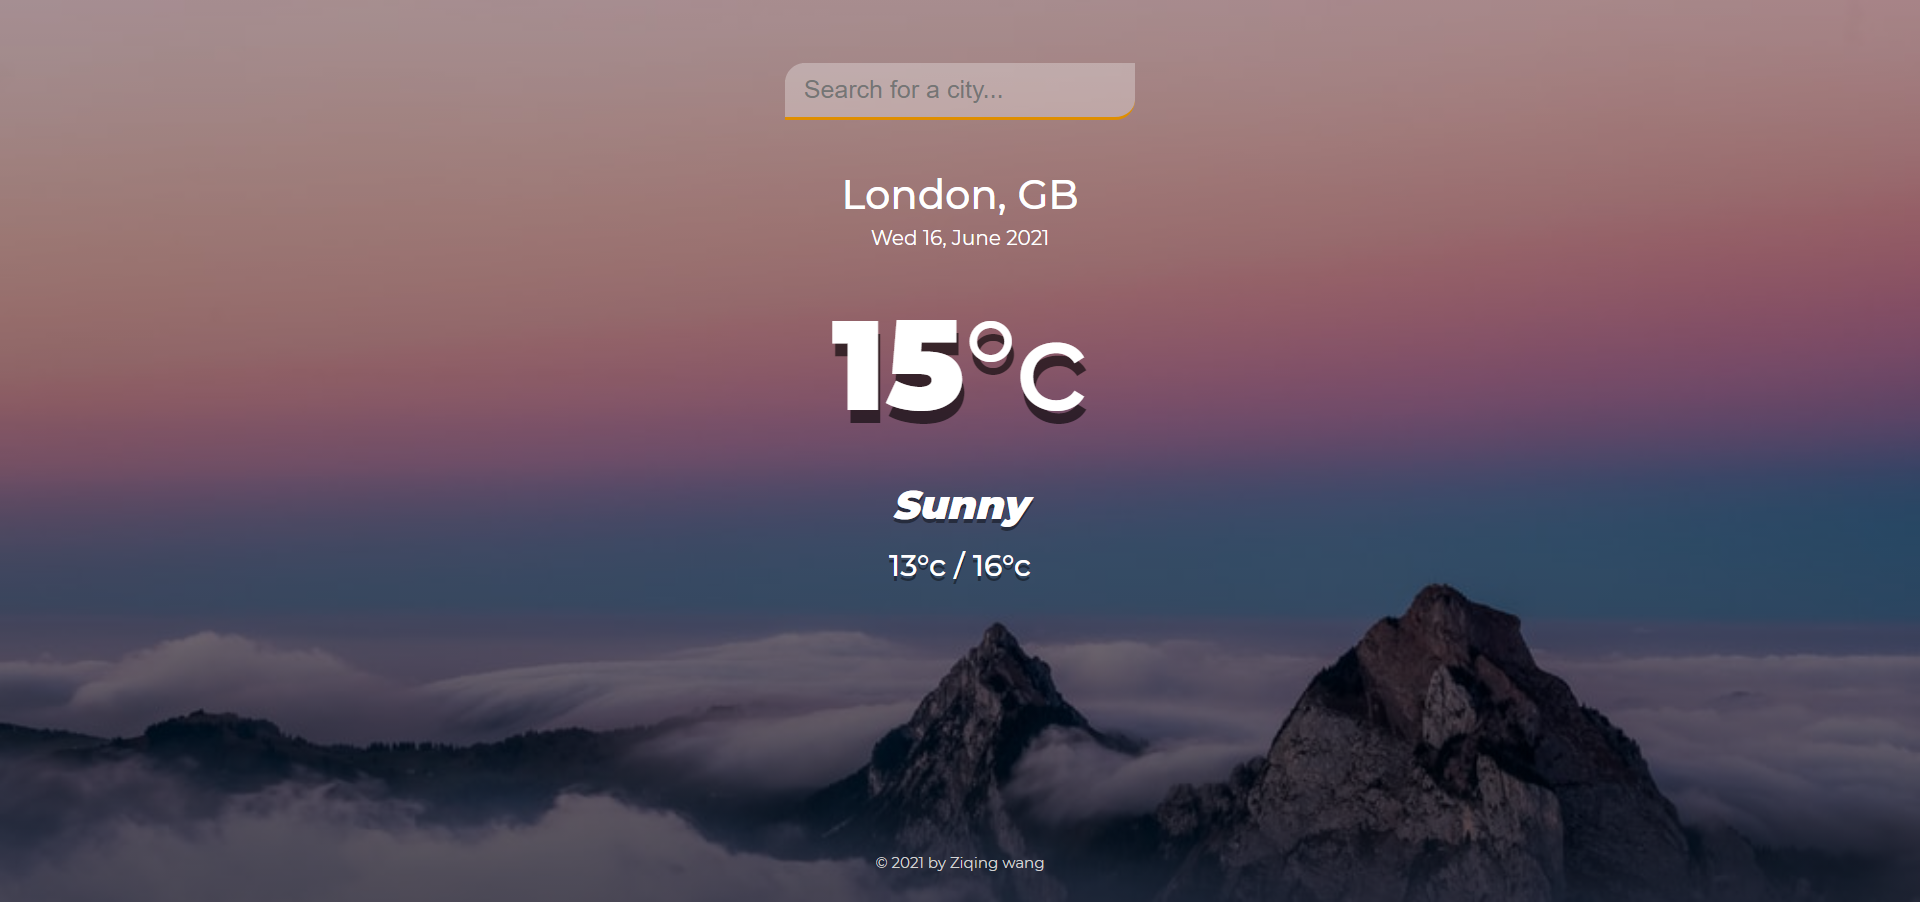 Search for a city...
London, GB
Wed 16, June 2021
15°c
Sunny
13°c / 16°c
© 2021 by Ziqing wang